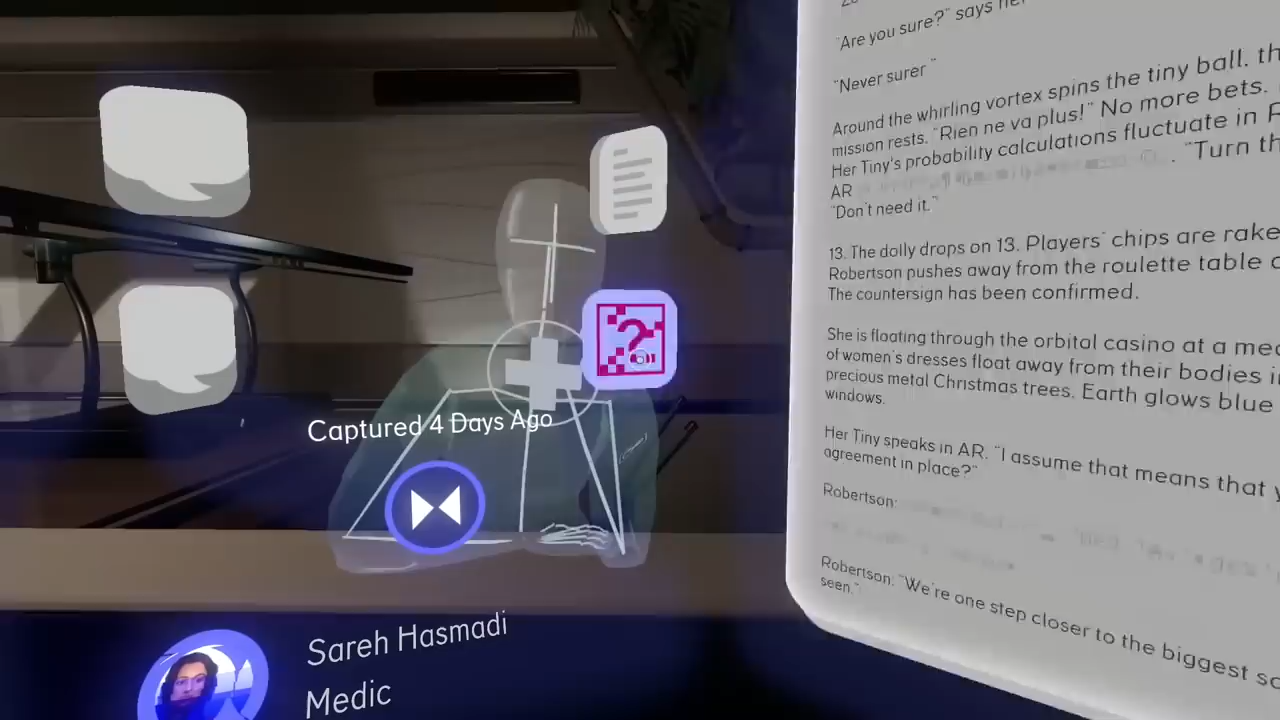 "Are you sure?" says
"Never surer "
Around the whirling vortex spins the tiny ball.
mission rests. "Rien ne va plus!" No more bets.
Her Tiny's probability calculations fluctuate in
AR . "Turn
"Don't need it."
13. The dolly drops on 13. Players' chips are
Robertson pushes away from the roulette table
The countersign has been confirmed.
She is floating through the orbital casino at a
of women's dresses float away from their bodies
precious metal Christmas trees. Earth glows blue
windows.
Her Tiny speaks in AR. "I assume that means that
agreement in place?"
Robertson:
Robertson: "We're one step closer to the biggest
seen."
?
Captured 4 Days Ago
Sareh Hasmadi
Medic